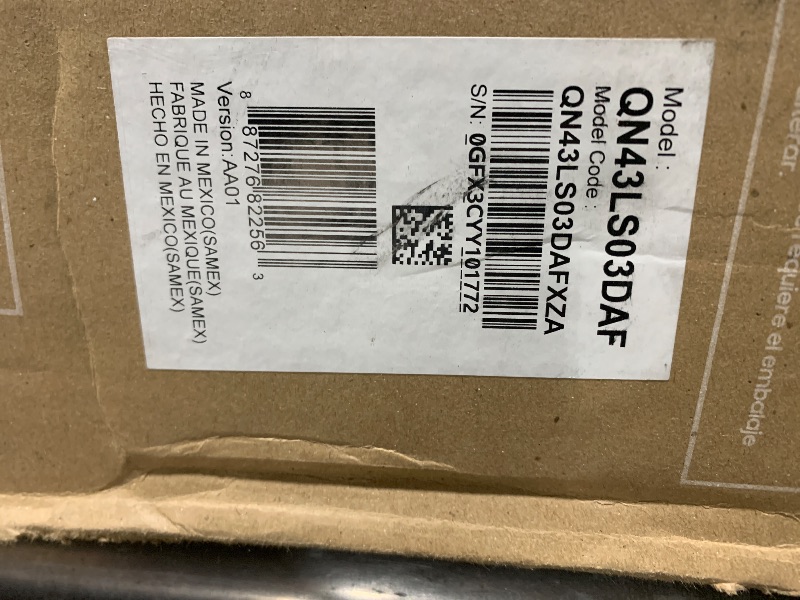 Model :
QN43LS03DAF
Model Code :
QN43LS03DAFXZA
S/N: 0GFX3CYY101772
8 87276 82256 3
Version: AA01
MADE IN MEXICO(SAMEX)
FABRIQUE AU MEXIQUE(SAMEX)
HECHO EN MEXICO(SAMEX)
requiere el embalaje